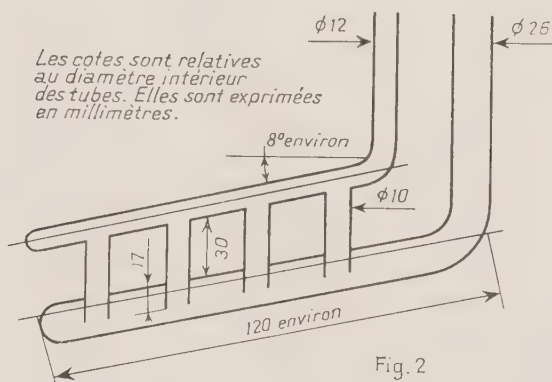 φ12
φ26
Les cotes sont relatives
au diamètre intérieur
des tubes. Elles sont exprimées
en millimètres.
8° environ
φ10
30
17
120 environ
Fig. 2